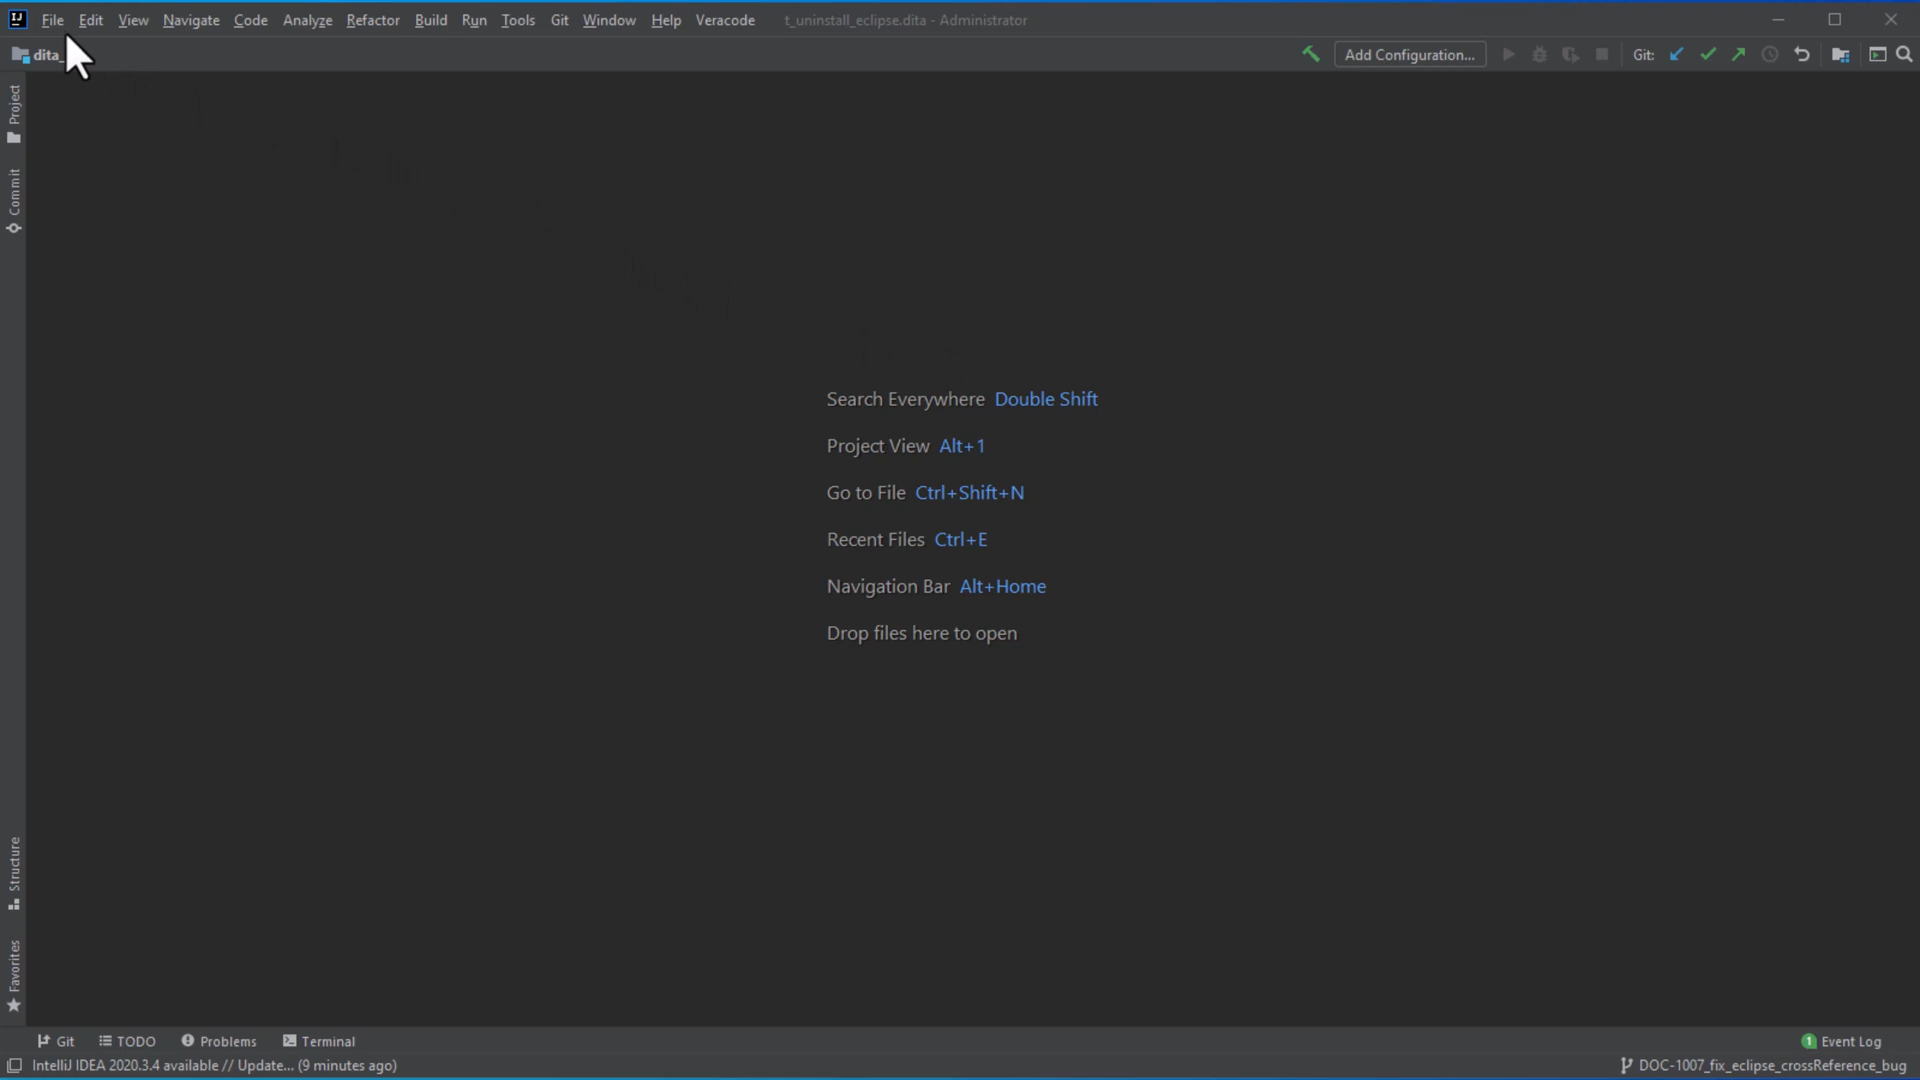 IJ File Edit View Navigate Code Analyze Refactor Build Run Tools Git Window Help Veracode t_uninstall_eclipse.dita - Administrator
dita_ Add Configuration... Git:
Project
Commit
Search Everywhere Double Shift
Project View Alt+1
Go to File Ctrl+Shift+N
Recent Files Ctrl+E
Navigation Bar Alt+Home
Drop files here to open
Structure
Favorites
Git TODO Problems Terminal 1 Event Log
IntelliJ IDEA 2020.3.4 available // Update... (9 minutes ago) DOC-1007_fix_eclipse_crossReference_bug